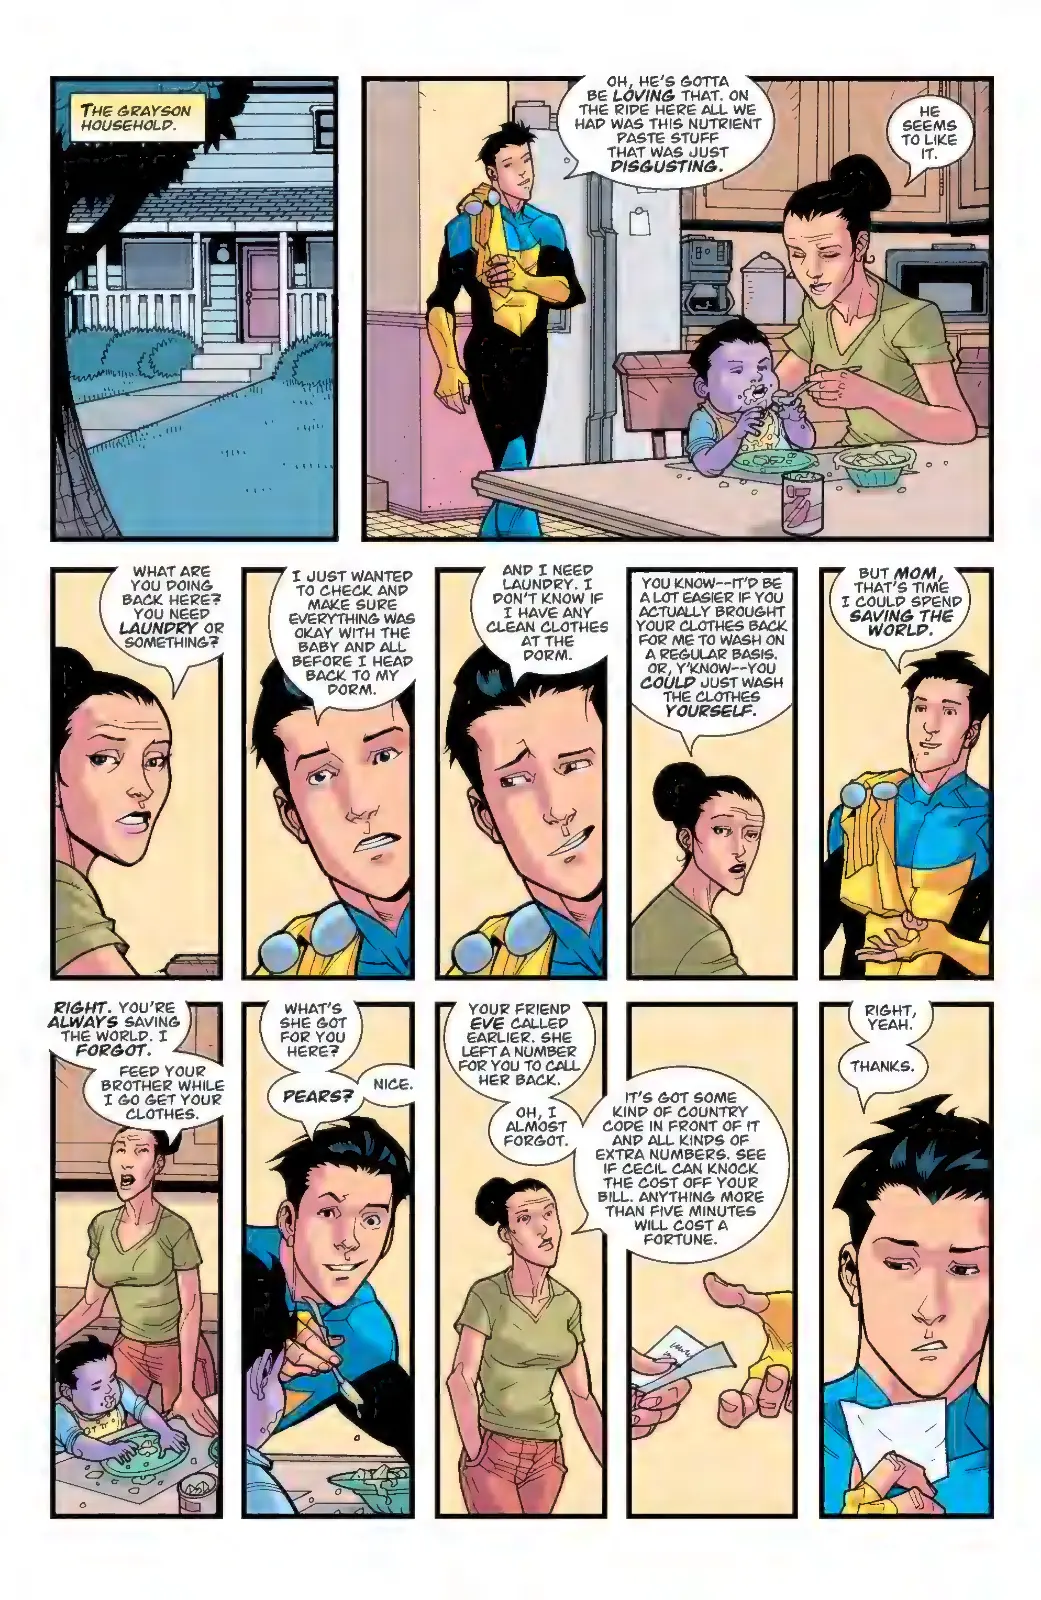 THE GRAYSON
HOUSEHOLD.
OH, HE'S GOTTA
BE LOVING THAT. ON
THE RIDE HERE ALL WE
HAD WAS THIS NUTRIENT
PASTE STUFF
THAT WAS JUST
DISGUSTING.
HE
SEEMS
TO LIKE
IT.
WHAT ARE
YOU DOING
BACK HERE?
YOU NEED
LAUNDRY OR
SOMETHING?
I JUST WANTED
TO CHECK AND
MAKE SURE
EVERYTHING WAS
OKAY WITH THE
BABY AND ALL
BEFORE I HEAD
BACK TO MY
DORM.
AND I NEED
LAUNDRY. I
DON'T KNOW IF
I HAVE ANY
CLEAN CLOTHES
AT THE
DORM.
YOU KNOW--IT'D BE
A LOT EASIER IF YOU
ACTUALLY BROUGHT
YOUR CLOTHES BACK
FOR ME TO WASH ON
A REGULAR BASIS.
OR, Y'KNOW--YOU
COULD JUST WASH
THE CLOTHES
YOURSELF.
BUT MOM,
THAT'S TIME
I COULD SPEND
SAVING THE
WORLD.
RIGHT. YOU'RE
ALWAYS SAVING
THE WORLD. I
FORGOT.
FEED YOUR
BROTHER WHILE
I GO GET YOUR
CLOTHES.
WHAT'S
SHE GOT
FOR YOU
HERE?
PEARS?
NICE.
YOUR FRIEND
EVE CALLED
EARLIER. SHE
LEFT A NUMBER
FOR YOU TO CALL
HER BACK.
OH, I
ALMOST
FORGOT.
IT'S GOT SOME
KIND OF COUNTRY
CODE IN FRONT OF IT
AND ALL KINDS OF
EXTRA NUMBERS. SEE
IF CECIL CAN KNOCK
THE COST OFF YOUR
BILL. ANYTHING MORE
THAN FIVE MINUTES
WILL COST A
FORTUNE.
RIGHT,
YEAH.
THANKS.